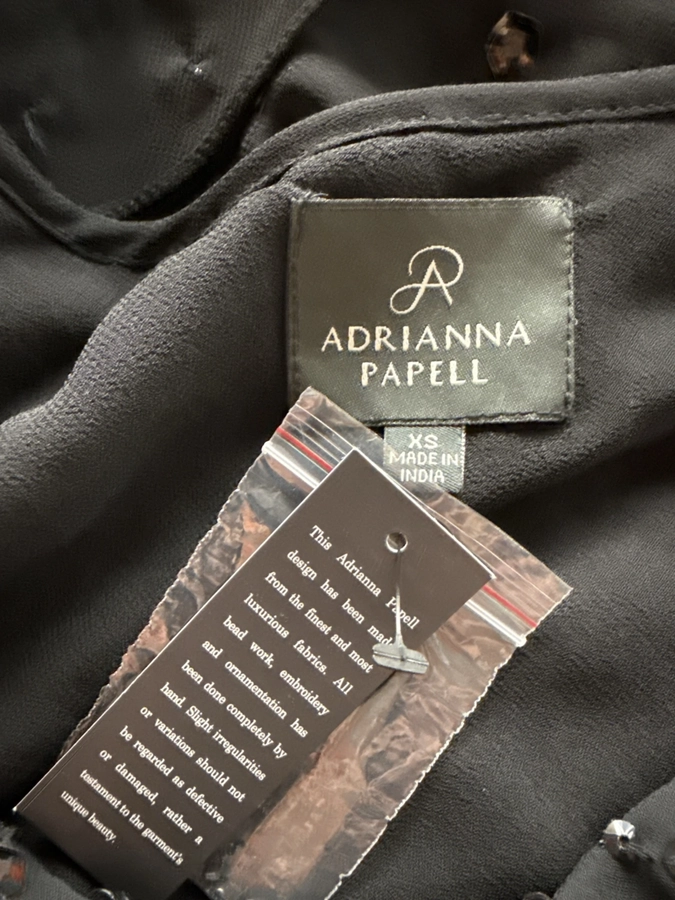 ADRIANNA
PAPELL
XS
MADE IN
INDIA
This Adrianna Papell
design has been made
from the finest and most
luxurious fabrics. All
bead work, embroidery
and ornamentation has
been done completely by
hand. Slight irregularities
or variations should not
be regarded as defective
or damaged, rather a
testament to the garment's
unique beauty.